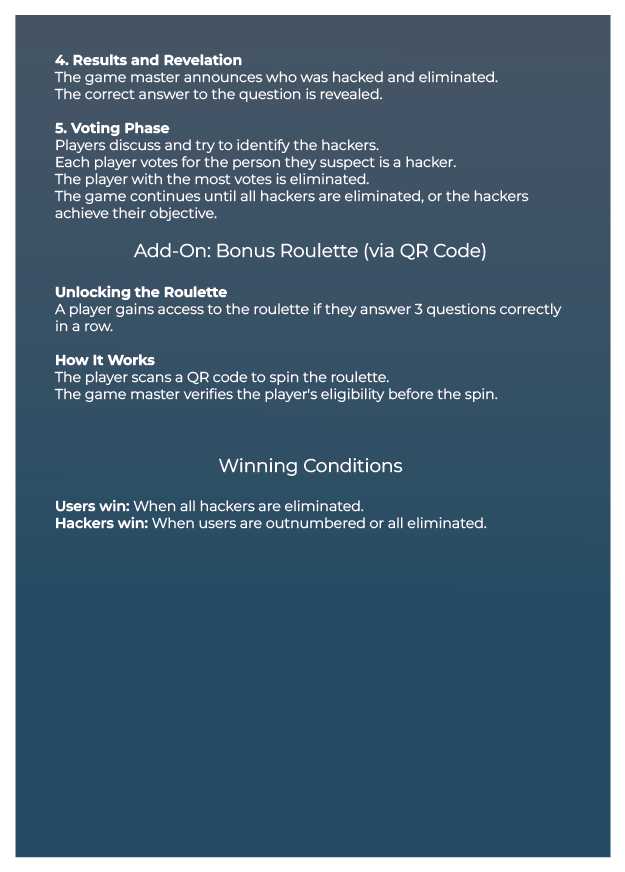 4. Results and Revelation
The game master announces who was hacked and eliminated.
The correct answer to the question is revealed.
5. Voting Phase
Players discuss and try to identify the hackers.
Each player votes for the person they suspect is a hacker.
The player with the most votes is eliminated.
The game continues until all hackers are eliminated, or the hackers
achieve their objective.
Add-On: Bonus Roulette (via QR Code)
Unlocking the Roulette
A player gains access to the roulette if they answer 3 questions correctly
in a row.
How It Works
The player scans a QR code to spin the roulette.
The game master verifies the player's eligibility before the spin.
Winning Conditions
Users win: When all hackers are eliminated.
Hackers win: When users are outnumbered or all eliminated.